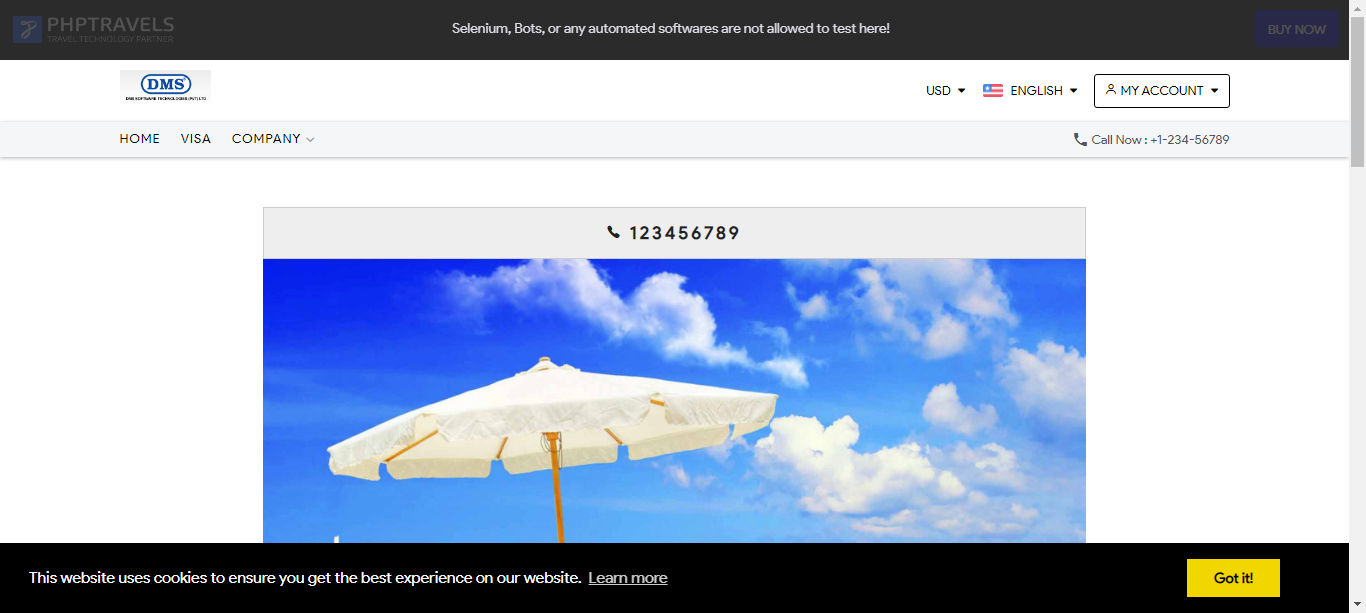 PHPTRAVELS
TRAVEL TECHNOLOGY PARTNER
Selenium, Bots, or any automated softwares are not allowed to test here!
BUY NOW
DMS
DMS SOFTWARE TECHNOLOGIES (PVT) LTD
USD
ENGLISH
MY ACCOUNT
HOME VISA COMPANY
Call Now : +1-234-56789
123456789
This website uses cookies to ensure you get the best experience on our website. Learn more
Got it!